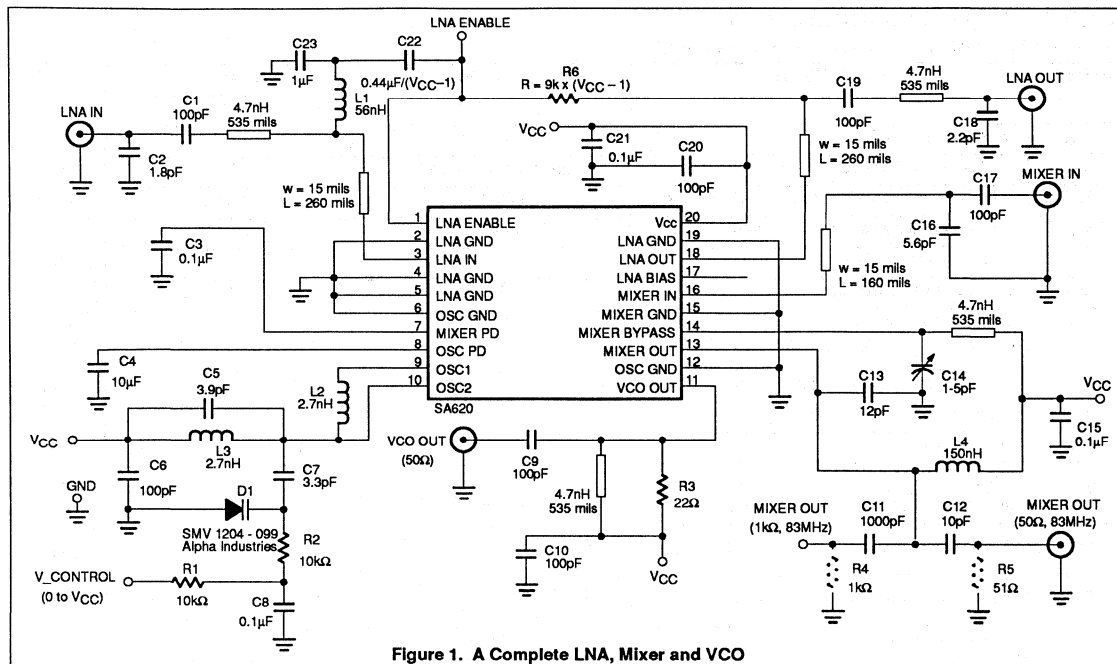 LNA ENABLE
C23
1µF
C22
0.44µF/(VCC–1)
L1
56nH
R6
R = 9k x (VCC – 1)
C19
100pF
4.7nH
535 mils
LNA OUT
C18
2.2pF
LNA IN
C1
100pF
4.7nH
535 mils
C2
1.8pF
VCC
C21
0.1µF
C20
100pF
w = 15 mils
L = 260 mils
w = 15 mils
L = 260 mils
MIXER IN
C17
100pF
C16
5.6pF
w = 15 mils
L = 160 mils
C3
0.1µF
1 LNA ENABLE
2 LNA GND
3 LNA IN
4 LNA GND
5 LNA GND
6 OSC GND
7 MIXER PD
8 OSC PD
9 OSC1
10 OSC2
Vcc 20
LNA GND 19
LNA OUT 18
LNA BIAS 17
MIXER IN 16
MIXER GND 15
MIXER BYPASS 14
MIXER OUT 13
OSC GND 12
VCO OUT 11
SA620
4.7nH
535 mils
C4
10µF
C5
3.9pF
L2
2.7nH
C13
12pF
C14
1-5pF
VCC
C15
0.1µF
VCC
L3
2.7nH
C6
100pF
C7
3.3pF
GND
D1
SMV 1204 - 099
Alpha Industries
R2
10kΩ
V_CONTROL
(0 to VCC)
R1
10kΩ
C8
0.1µF
VCO OUT
(50Ω)
C9
100pF
4.7nH
535 mils
R3
22Ω
C10
100pF
VCC
L4
150nH
MIXER OUT
(1kΩ, 83MHz)
C11
1000pF
C12
10pF
MIXER OUT
(50Ω, 83MHz)
R4
1kΩ
R5
51Ω
Figure 1. A Complete LNA, Mixer and VCO